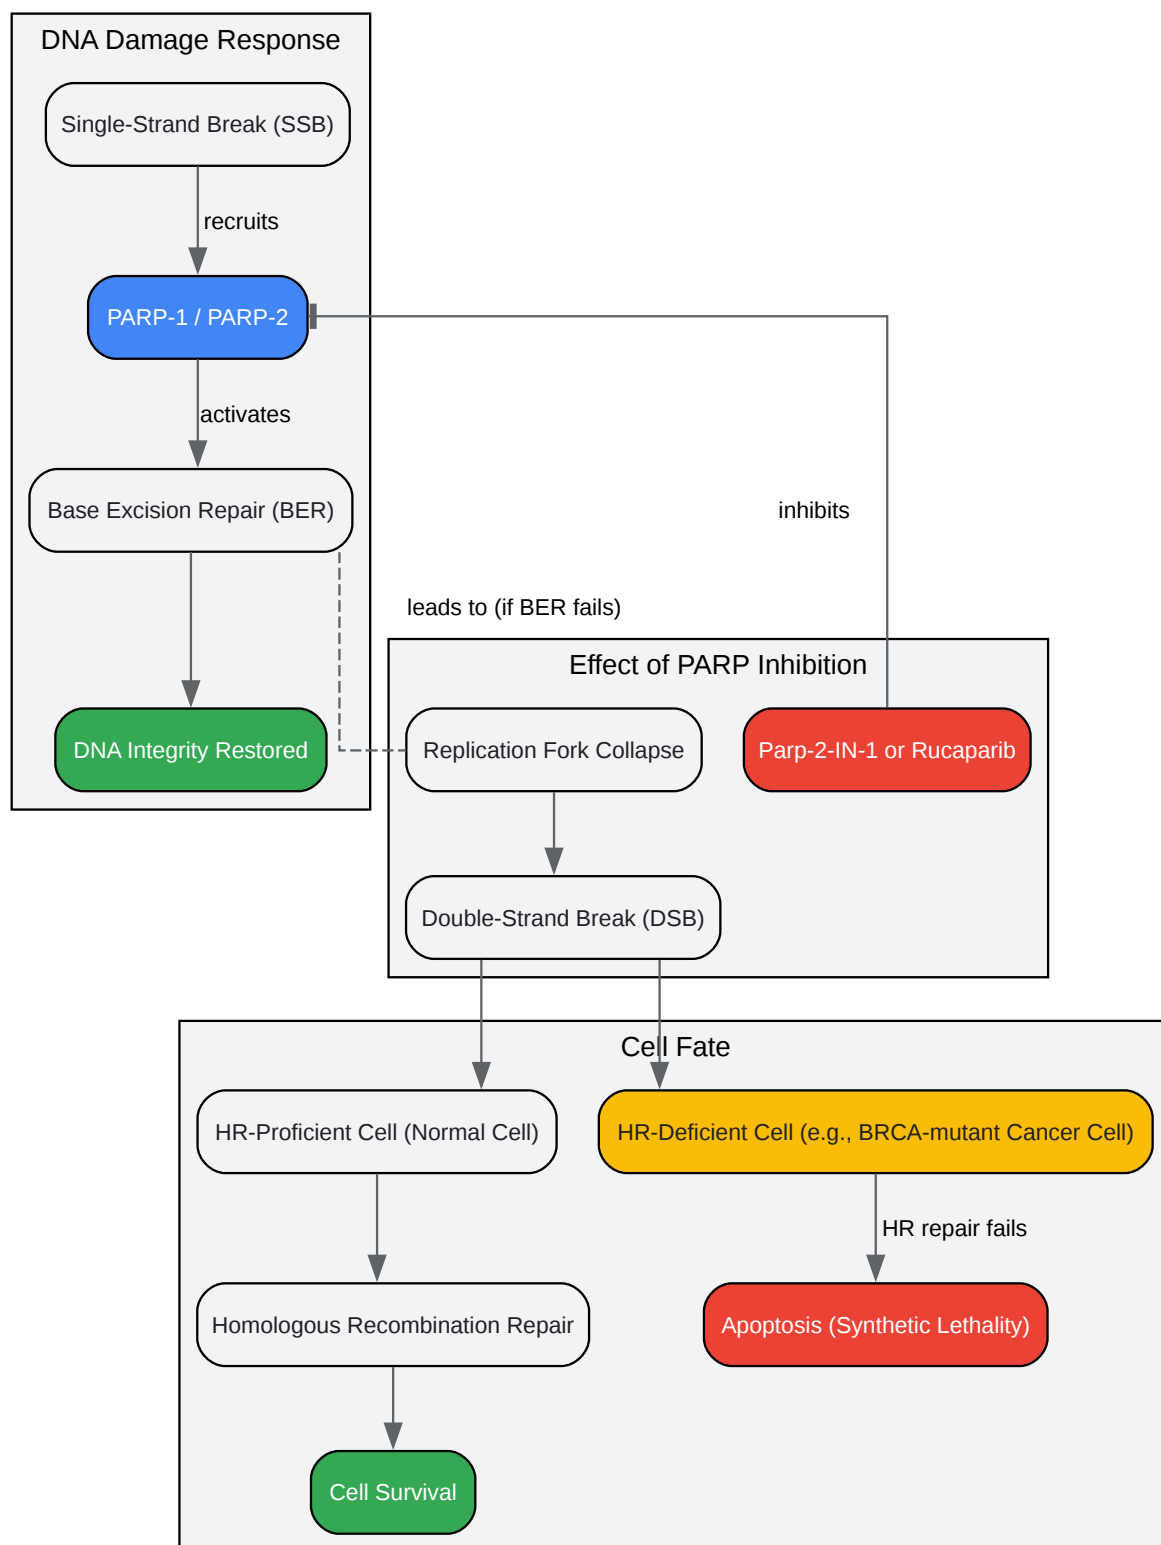 DNA Damage Response
Single-Strand Break (SSB)
recruits
PARP-1 / PARP-2
activates
Base Excision Repair (BER)
inhibits
leads to (if BER fails)
Effect of PARP Inhibition
DNA Integrity Restored
Replication Fork Collapse
Parp-2-IN-1 or Rucaparib
Double-Strand Break (DSB)
Cell Fate
HR-Proficient Cell (Normal Cell)
HR-Deficient Cell (e.g., BRCA-mutant Cancer Cell)
HR repair fails
Homologous Recombination Repair
Apoptosis (Synthetic Lethality)
Cell Survival